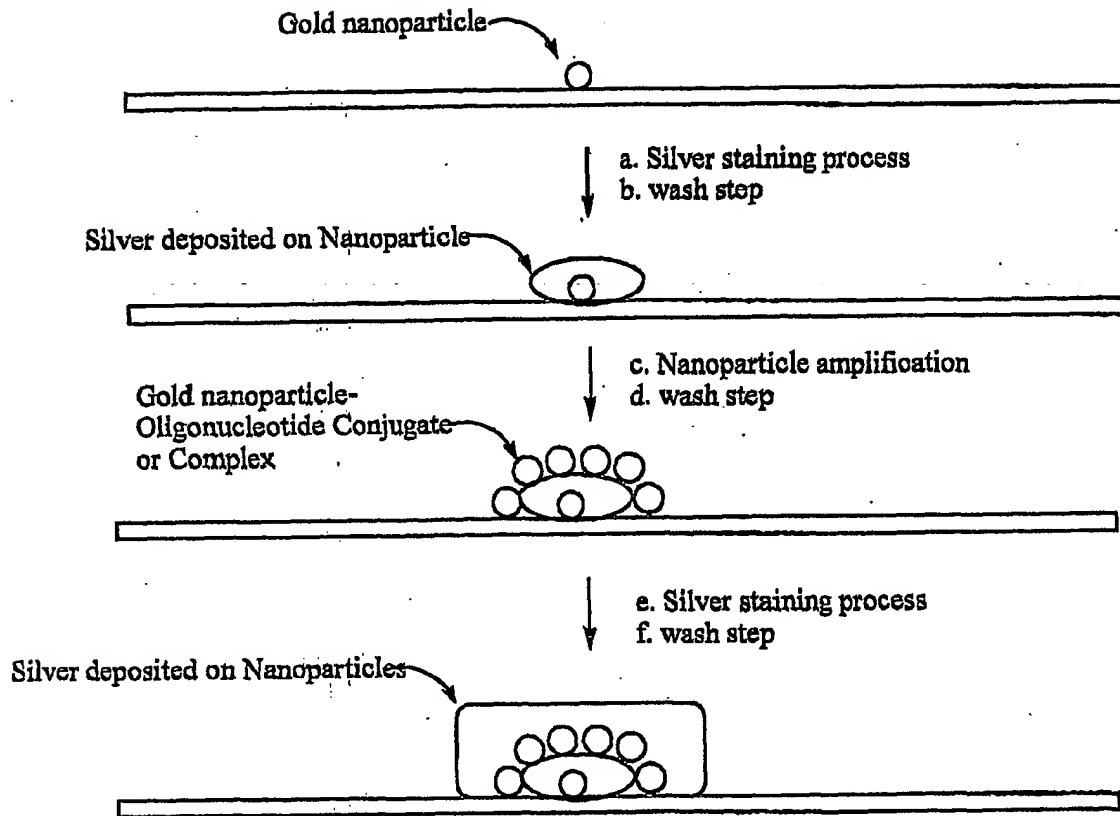 Gold nanoparticle
a. Silver staining process
b. wash step
Silver deposited on Nanoparticle
c. Nanoparticle amplification
d. wash step
Gold nanoparticle-
Oligonucleotide Conjugate
or Complex
e. Silver staining process
f. wash step
Silver deposited on Nanoparticles